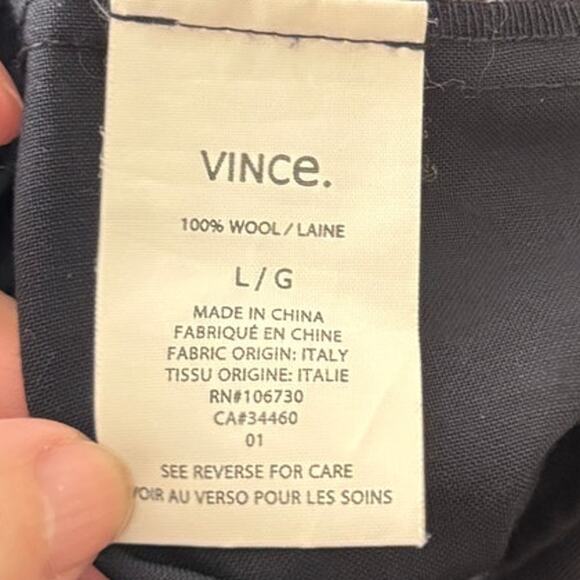 VINCe.
100% WOOL / LAINE
L / G
MADE IN CHINA
FABRIQUÉ EN CHINE
FABRIC ORIGIN: ITALY
TISSU ORIGINE: ITALIE
RN#106730
CA#34460
01
SEE REVERSE FOR CARE
VOIR AU VERSO POUR LES SOINS